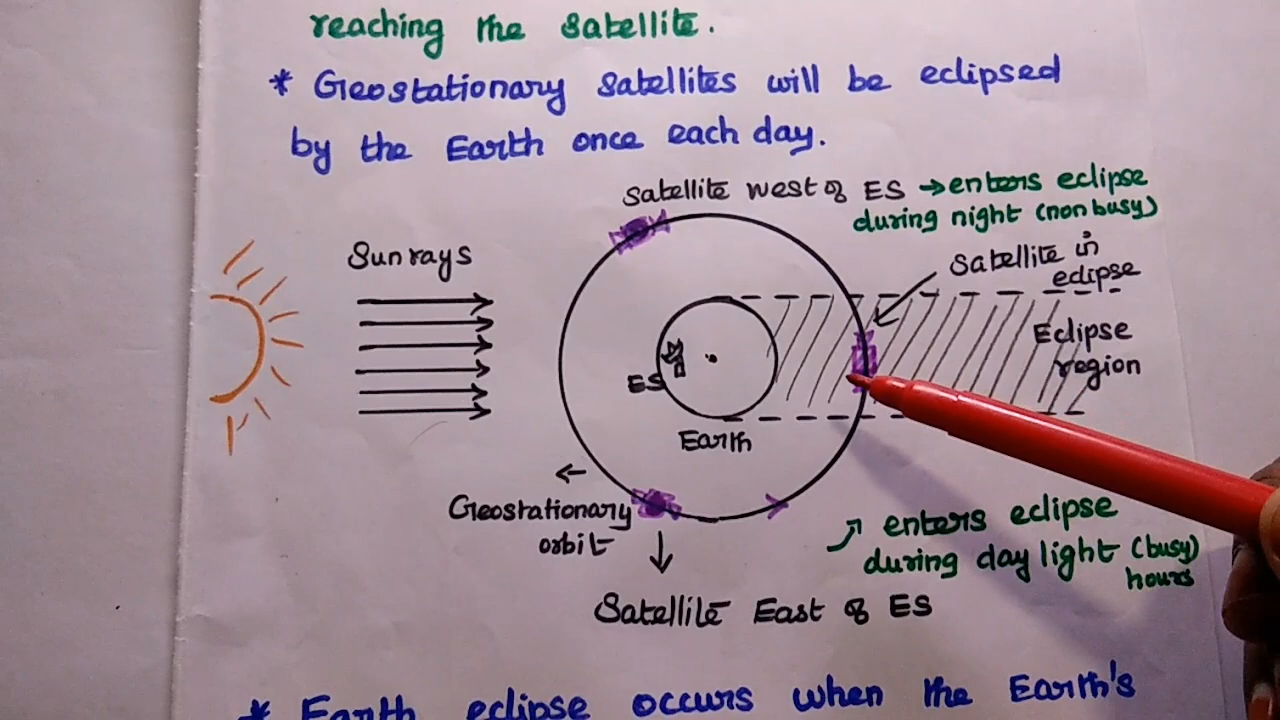 reaching the satellite.
* Geostationary satellites will be eclipsed
by the Earth once each day.
Satellite west of ES → enters eclipse
during night (non busy)
Sun rays
Satellite in
eclipse
Eclipse
region
ES
Earth
←
Geostationary
orbit
enters eclipse
during day light (busy)
hours
Satellite East of ES
* Earth eclipse occurs when the Earth's